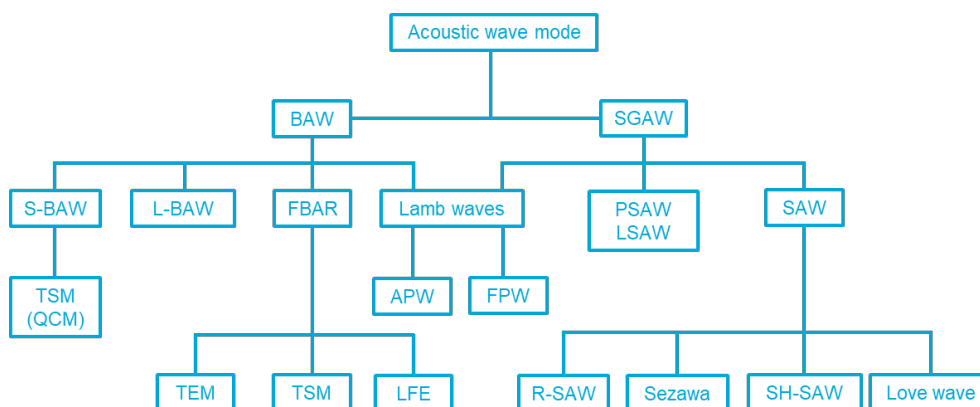 Acoustic wave mode
BAW
SGAW
S-BAW
L-BAW
FBAR
Lamb waves
PSAW
LSAW
SAW
TSM
(QCM)
APW
FPW
TEM
TSM
LFE
R-SAW
Sezawa
SH-SAW
Love wave